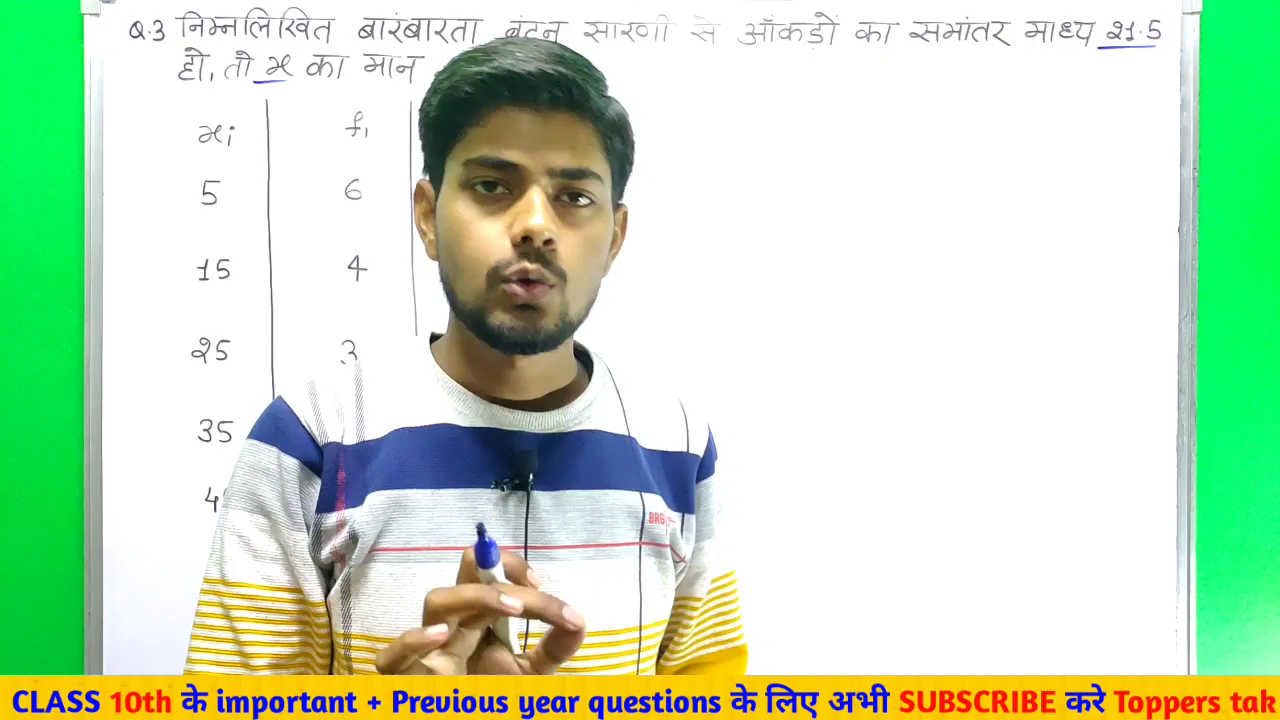 Q.3 निम्नलिखित बारंबारता बंटन सारणी से आँकड़ों का समांतर माध्य 21.5
हो, तो x का मान
xi fi
5 6
15 4
25 3
35
CLASS 10th के important + Previous year questions के लिए अभी SUBSCRIBE करे Toppers tak